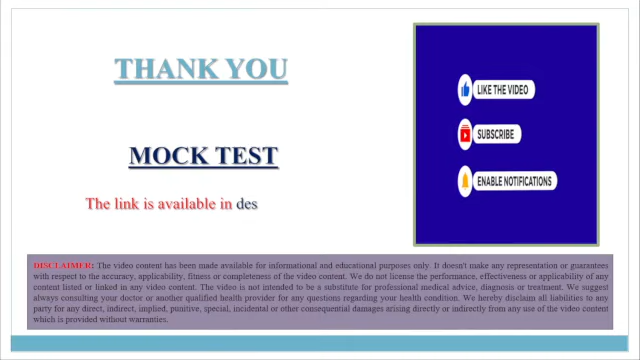 THANK YOU
LIKE THE VIDEO
SUBSCRIBE
ENABLE NOTIFICATIONS
MOCK TEST
The link is available in des
DISCLAIMER: The video content has been made available for informational and educational purposes only. It doesn't make any representation or guarantees
with respect to the accuracy, applicability, fitness or completeness of the video content. We do not license the performance, effectiveness or applicability of any
content listed or linked in any video content. The video is not intended to be a substitute for professional medical advice, diagnosis or treatment. We suggest
always consulting your doctor or another qualified health provider for any questions regarding your health condition. We hereby disclaim all liabilities to any
party for any direct, indirect, implied, punitive, special, incidental or other consequential damages arising directly or indirectly from any use of the video content
which is provided without warranties.